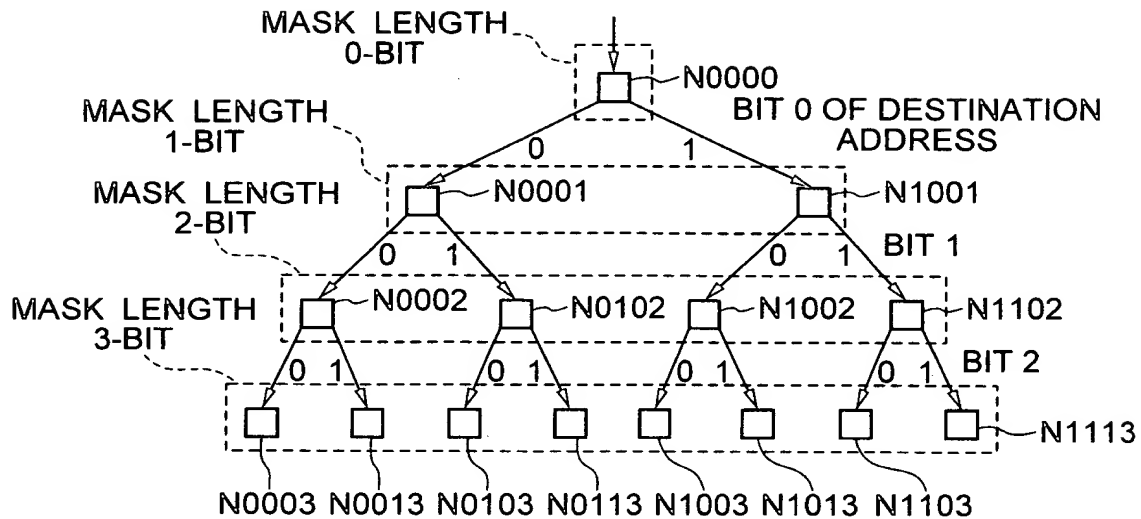 MASK LENGTH
0-BIT
N0000
BIT 0 OF DESTINATION
ADDRESS
MASK LENGTH
1-BIT
0 1
N0001
N1001
MASK LENGTH
2-BIT
0 1 0 1
BIT 1
N0002
N0102
N1002
N1102
MASK LENGTH
3-BIT
0 1 0 1 0 1 0 1
BIT 2
N1113
N0003 N0013 N0103 N0113 N1003 N1013 N1103